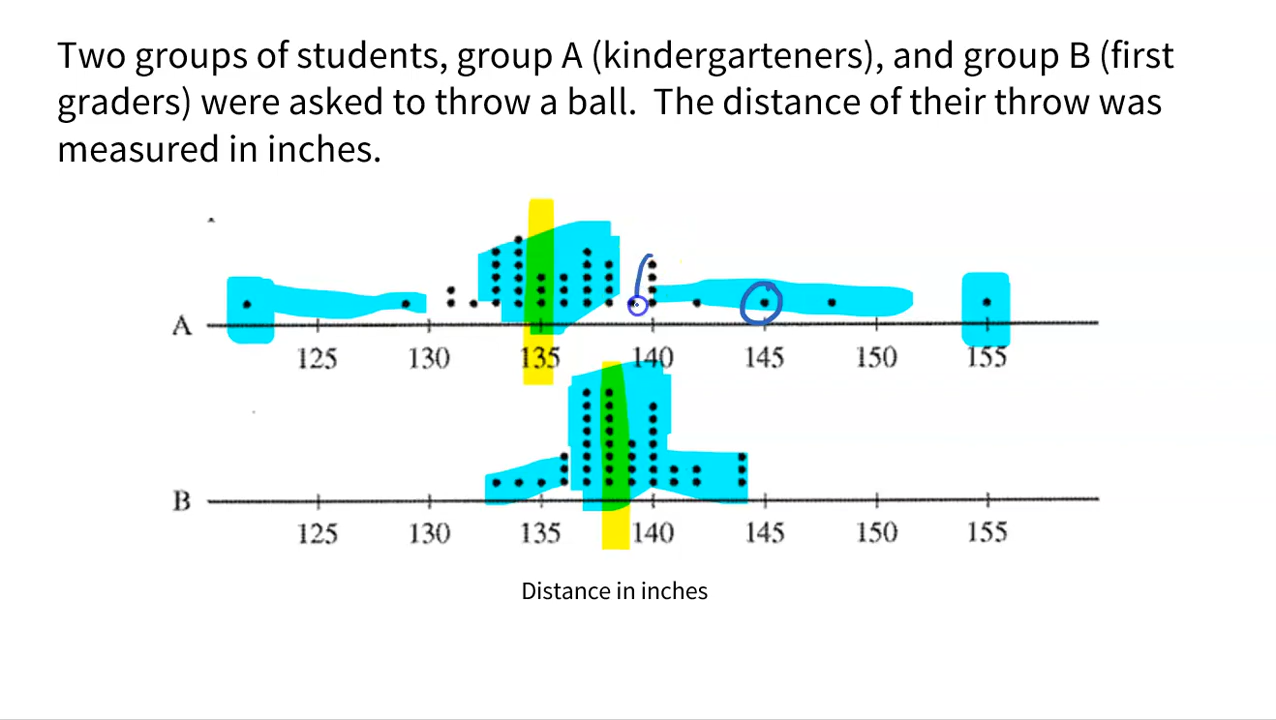 Two groups of students, group A (kindergarteners), and group B (first
graders) were asked to throw a ball. The distance of their throw was
measured in inches.
A
125 130 135 140 145 150 155
B
125 130 135 140 145 150 155
Distance in inches